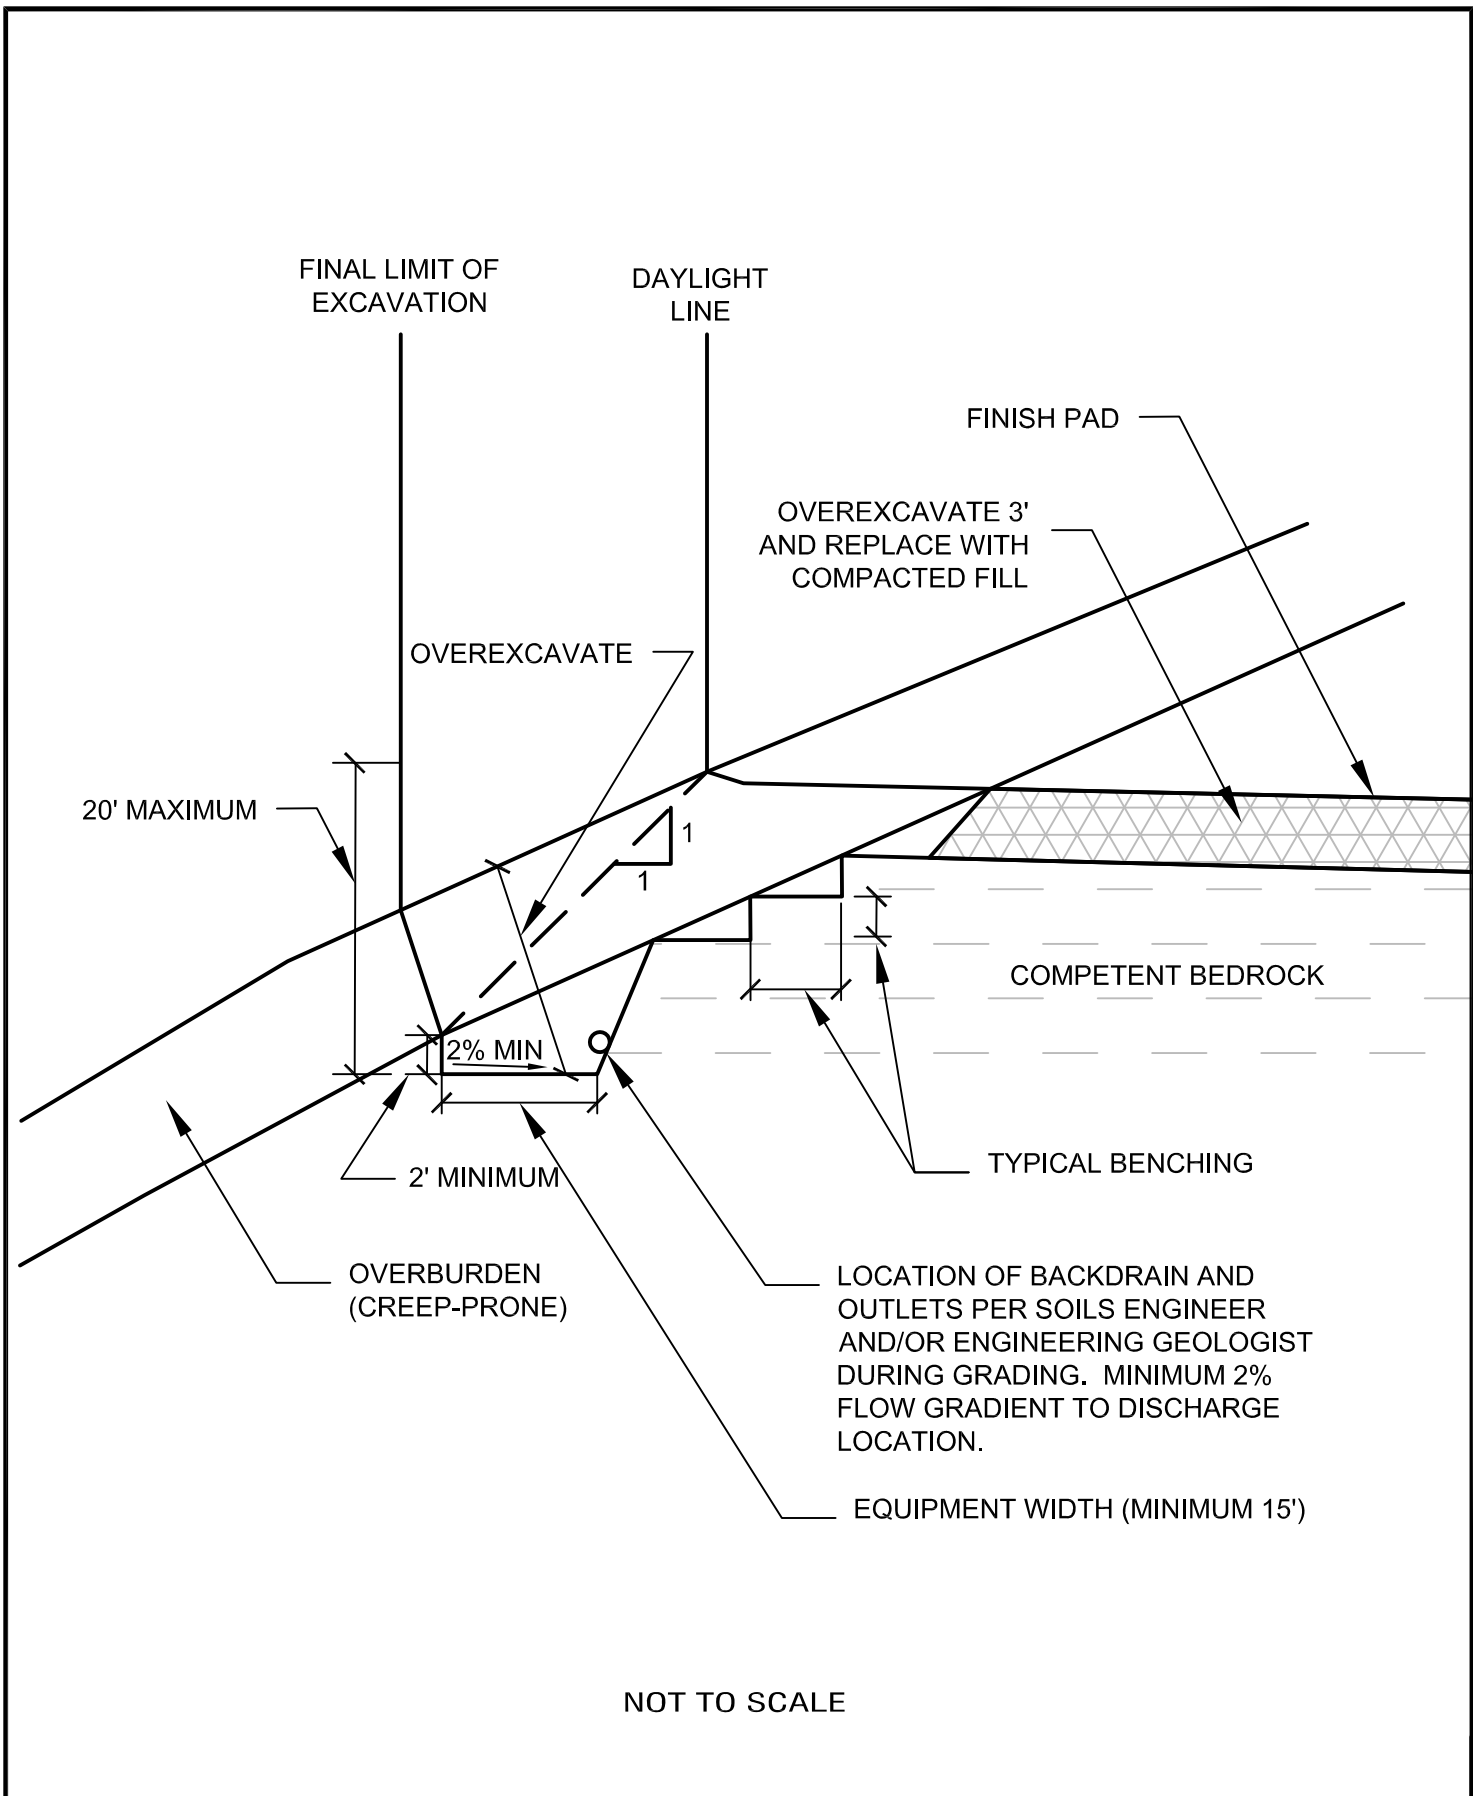 FINAL LIMIT OF
EXCAVATION
DAYLIGHT
LINE
FINISH PAD
OVEREXCAVATE 3'
AND REPLACE WITH
COMPACTED FILL
OVEREXCAVATE
20' MAXIMUM
1
1
COMPETENT BEDROCK
2% MIN
TYPICAL BENCHING
2' MINIMUM
OVERBURDEN
(CREEP-PRONE)
LOCATION OF BACKDRAIN AND
OUTLETS PER SOILS ENGINEER
AND/OR ENGINEERING GEOLOGIST
DURING GRADING.  MINIMUM 2%
FLOW GRADIENT TO DISCHARGE
LOCATION.
EQUIPMENT WIDTH (MINIMUM 15')
NOT TO SCALE